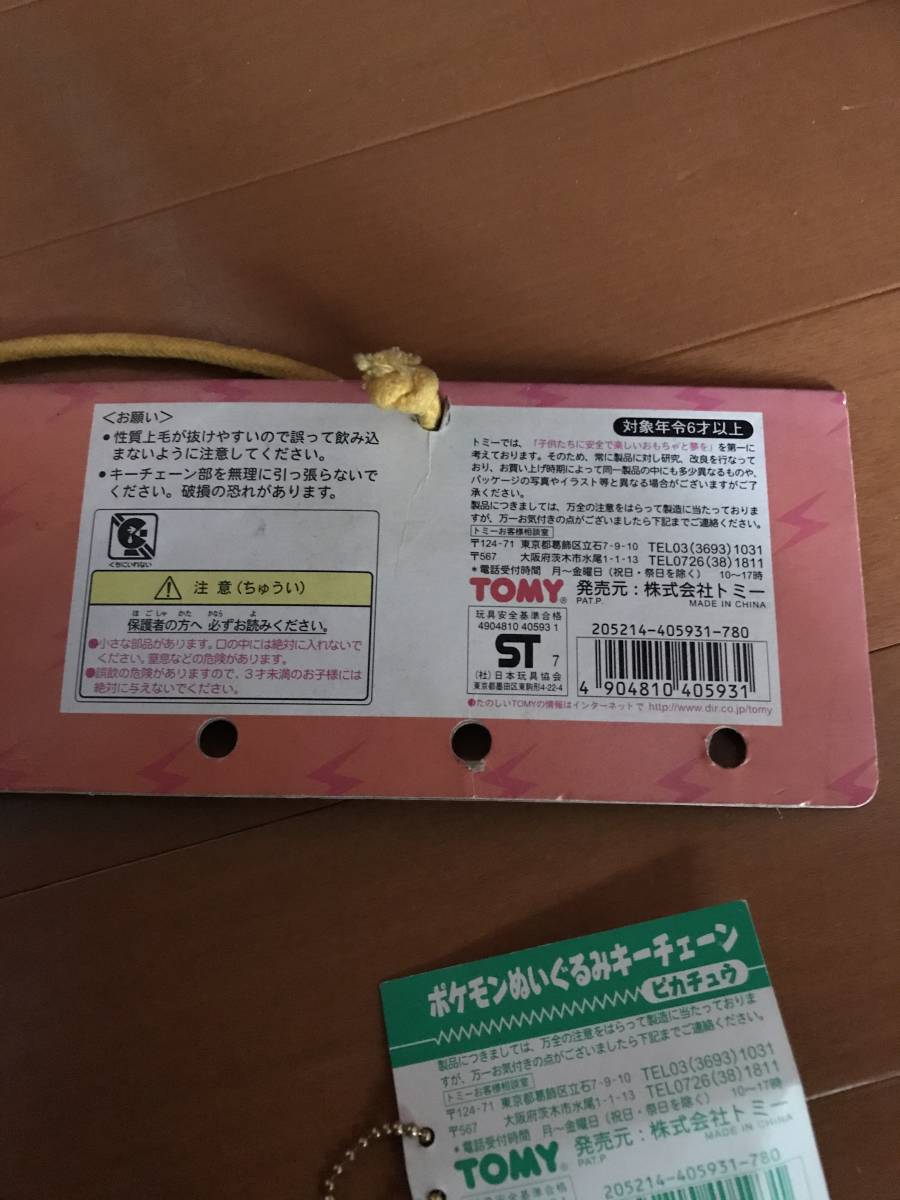 <お願い>
●性質上毛が抜けやすいので誤って飲み込
まないように注意してください。
●キーチェーン部を無理に引っ張らないで
ください。破損の恐れがあります。
くちにいれない
注意(ちゅうい)
ほごしゃ かた かなら よ
保護者の方へ 必ずお読みください。
●小さな部品があります。口の中には絶対に入れないで
ください。窒息などの危険があります。
●誤飲の危険がありますので、3才未満のお子様には
絶対に与えないでください。
対象年令6才以上
トミーでは、「子供たちに安全で楽しいおもちゃと夢を」を第一に
考えております。そのため、常に製品に対し研究、改良を行なって
おり、お買い上げ時期によって同一製品の中にも多少異なるものや、
パッケージの写真やイラスト等と異なる場合がございますがご了
承ください。
製品につきましては、万全の注意をはらって製造に当たっておりま
すが、万一お気付きの点がございましたら下記までご連絡ください。
トミーお客様相談室
〒124-71 東京都葛飾区立石7-9-10 TEL03(3693)1031
〒567 大阪府茨木市水尾1-1-13 TEL0726(38)1811
*電話受付時間 月〜金曜日(祝日・祭日を除く) 10〜17時
TOMY® 発売元:株式会社トミー
PAT.P. MADE IN CHINA
玩具安全基準合格
4904810 40593 1
ST 7
(社)日本玩具協会
東京都墨田区東駒形4-22-4
205214-405931-780
4 904810 405931
●たのしいTOMYの情報はインターネットで http://www.dir.co.jp/tomy
ポケモンぬいぐるみキーチェーン
ピカチュウ
製品につきましては、万全の注意をはらって製造に当たっておりま
すが、万一お気付きの点がございましたら下記までご連絡ください。
トミーお客様相談室
〒124-71 東京都葛飾区立石7-9-10 TEL03(3693)1031
〒567 大阪府茨木市水尾1-1-13 TEL0726(38)1811
*電話受付時間 月〜金曜日(祝日・祭日を除く) 10〜17時
TOMY® 発売元:株式会社トミー
PAT.P. MADE IN CHINA
205214-405931-780